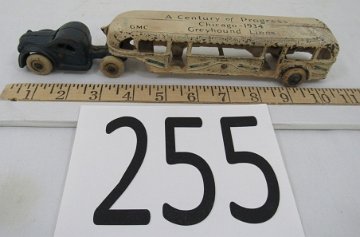 A Century of Progress
GMC Chicago-1934
Greyhound Lines
1 2 3 4 5 6 7 8 9 10 11
255